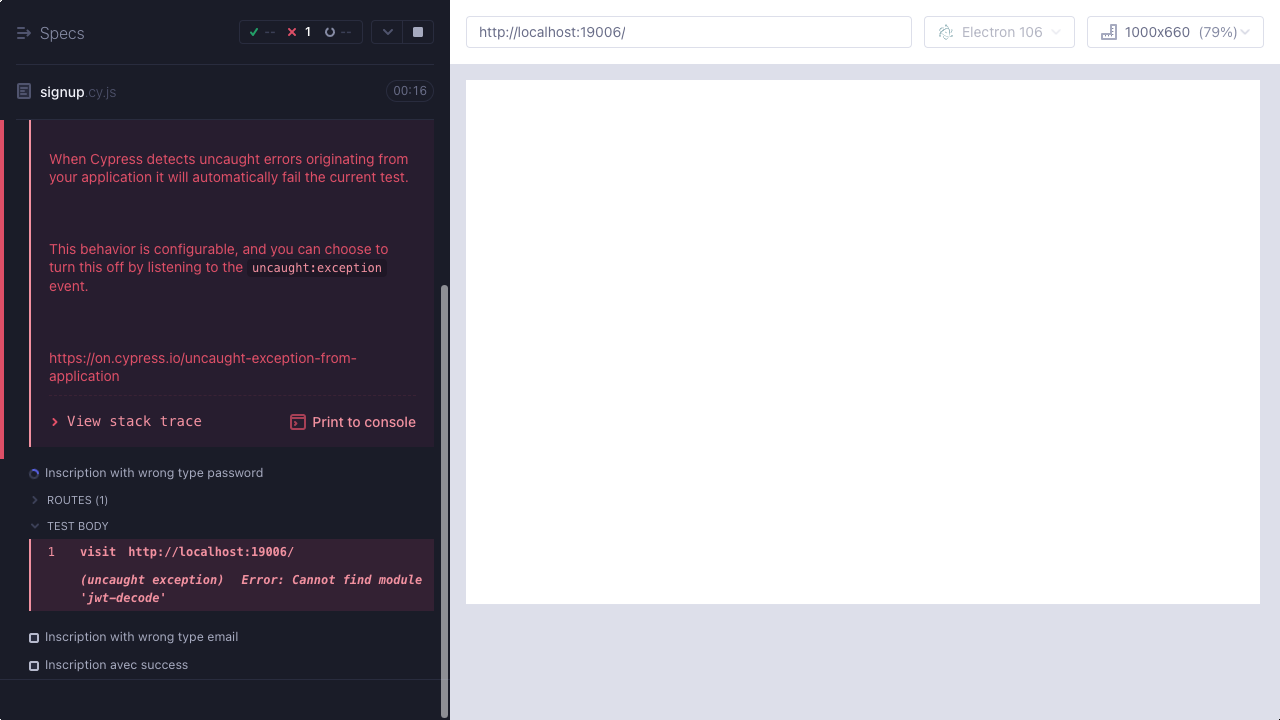 Specs
-- 1 --
signup.cy.js
00:16
When Cypress detects uncaught errors originating from
your application it will automatically fail the current test.
This behavior is configurable, and you can choose to
turn this off by listening to the uncaught:exception
event.
https://on.cypress.io/uncaught-exception-from-
application
View stack trace
Print to console
Inscription with wrong type password
ROUTES (1)
TEST BODY
1 visit http://localhost:19006/
(uncaught exception) Error: Cannot find module
'jwt-decode'
Inscription with wrong type email
Inscription avec success
http://localhost:19006/
Electron 106
1000x660 (79%)